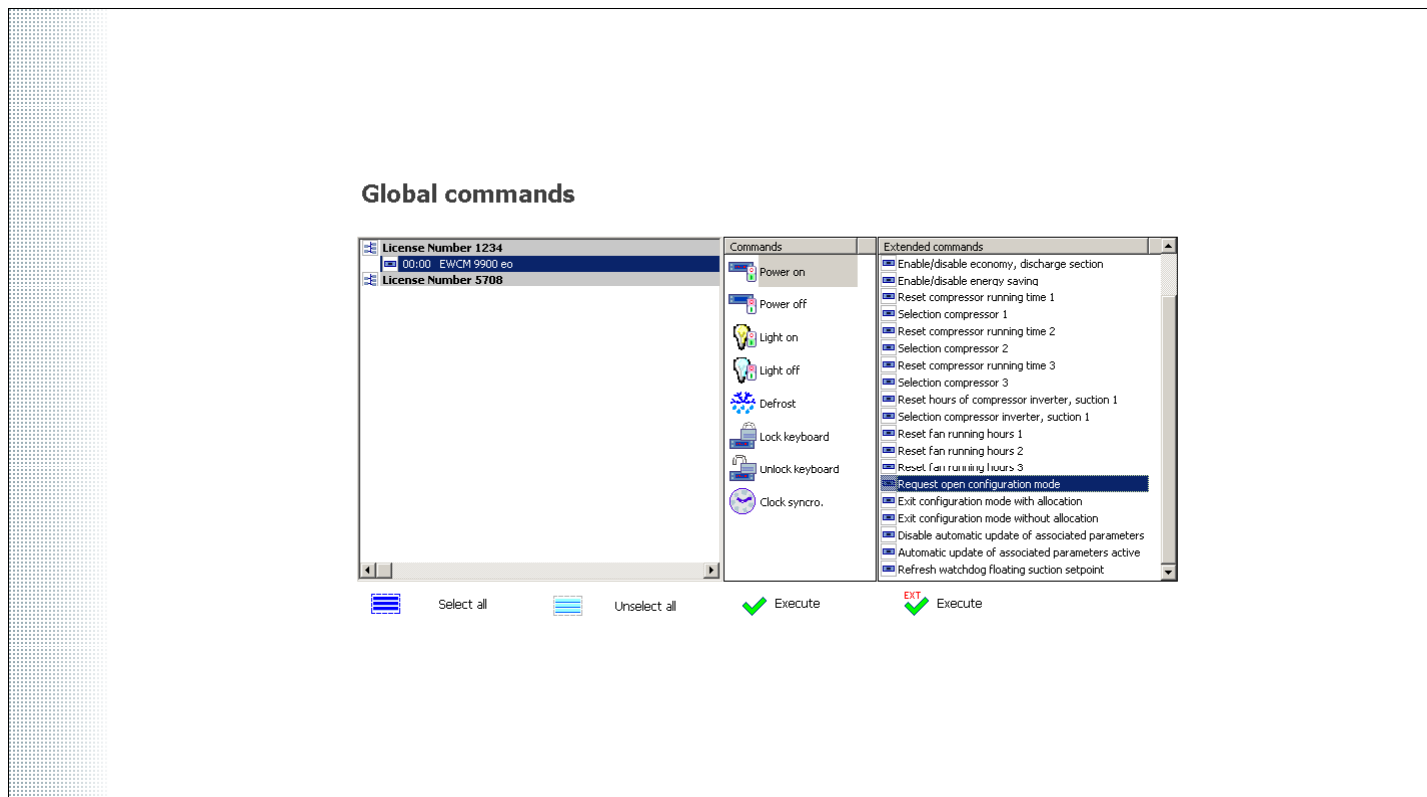 Global commands
License Number 1234
00:00 EWCM 9900 eo
License Number 5708
Commands
Power on
Power off
Light on
Light off
Defrost
Lock keyboard
Unlock keyboard
Clock syncro.
Extended commands
Enable/disable economy, discharge section
Enable/disable energy saving
Reset compressor running time 1
Selection compressor 1
Reset compressor running time 2
Selection compressor 2
Reset compressor running time 3
Selection compressor 3
Reset hours of compressor inverter, suction 1
Selection compressor inverter, suction 1
Reset fan running hours 1
Reset fan running hours 2
Reset fan running hours 3
Request open configuration mode
Exit configuration mode with allocation
Exit configuration mode without allocation
Disable automatic update of associated parameters
Automatic update of associated parameters active
Refresh watchdog floating suction setpoint
Select all
Unselect all
Execute
EXT
Execute